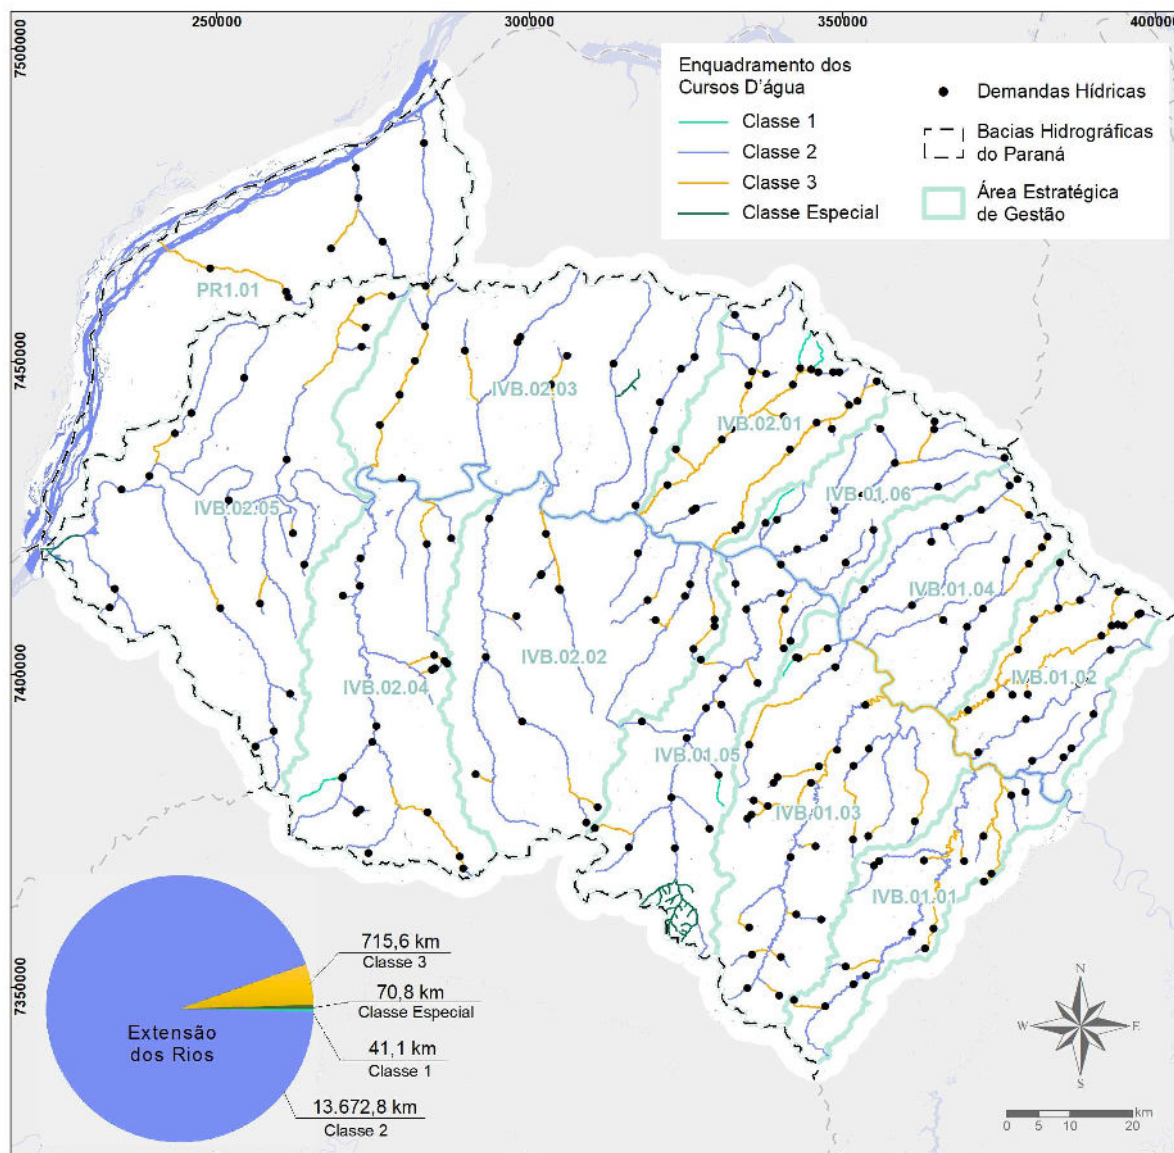 250000
300000
350000
400000
7500000
7450000
7400000
7350000
Enquadramento dos
Cursos D'água
Classe 1
Classe 2
Classe 3
Classe Especial
Demandas Hídricas
Bacias Hidrográficas
do Paraná
Área Estratégica
de Gestão
PR1.01
IVB.02.03
IVB.02.01
IVB.02.05
IVB.01.06
IVB.01.04
IVB.02.02
IVB.02.04
IVB.01.02
IVB.01.05
IVB.01.03
IVB.01.01
715,6 km
Classe 3
70,8 km
Classe Especial
41,1 km
Classe 1
13.672,8 km
Classe 2
Extensão
dos Rios
N
W
E
S
km
0 5 10 20